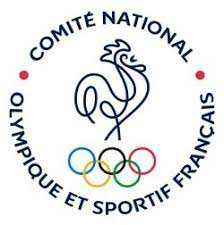 COMITÉ NATIONAL
OLYMPIQUE ET SPORTIF FRANÇAIS